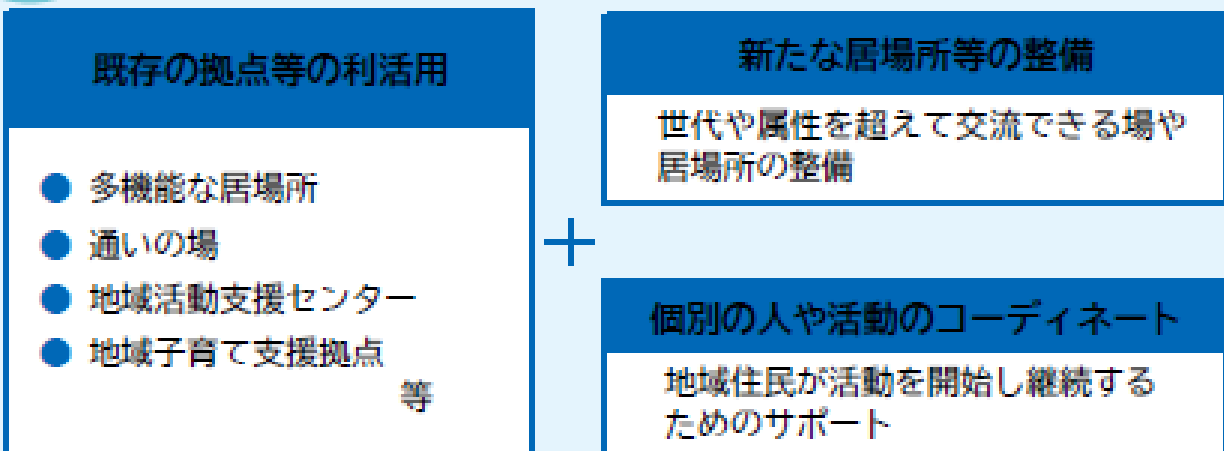 既存の拠点等の利活用
多機能な居場所
通いの場
地域活動支援センター
地域子育て支援拠点
等
+
新たな居場所等の整備
世代や属性を超えて交流できる場や
居場所の整備
個別の人や活動のコーディネート
地域住民が活動を開始し継続する
ためのサポート